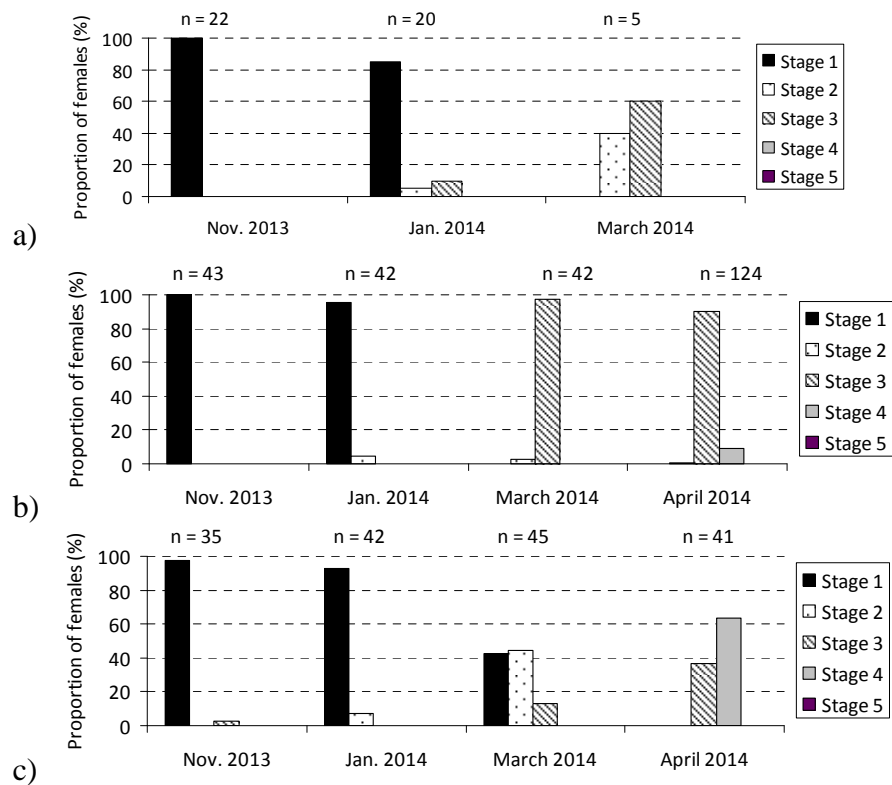 n = 22
n = 20
n = 5
Proportion of females (%)
100
80
60
40
20
0
Nov. 2013
Jan. 2014
March 2014
Stage 1
Stage 2
Stage 3
Stage 4
Stage 5
a)
n = 43
n = 42
n = 42
n = 124
Proportion of females (%)
100
80
60
40
20
0
Nov. 2013
Jan. 2014
March 2014
April 2014
Stage 1
Stage 2
Stage 3
Stage 4
Stage 5
b)
n = 35
n = 42
n = 45
n = 41
Proportion of females (%)
100
80
60
40
20
0
Nov. 2013
Jan. 2014
March 2014
April 2014
Stage 1
Stage 2
Stage 3
Stage 4
Stage 5
c)